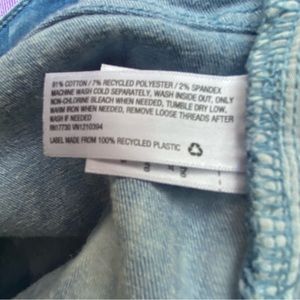 91% COTTON / 7% RECYCLED POLYESTER / 2% SPANDEX
MACHINE WASH COLD SEPARATELY, WASH INSIDE OUT, ONLY
NON-CHLORINE BLEACH WHEN NEEDED, TUMBLE DRY LOW,
WARM IRON WHEN NEEDED, REMOVE LOOSE THREADS AFTER
WASH IF NEEDED
RN17730 VN1210394
LABEL MADE FROM 100% RECYCLED PLASTIC